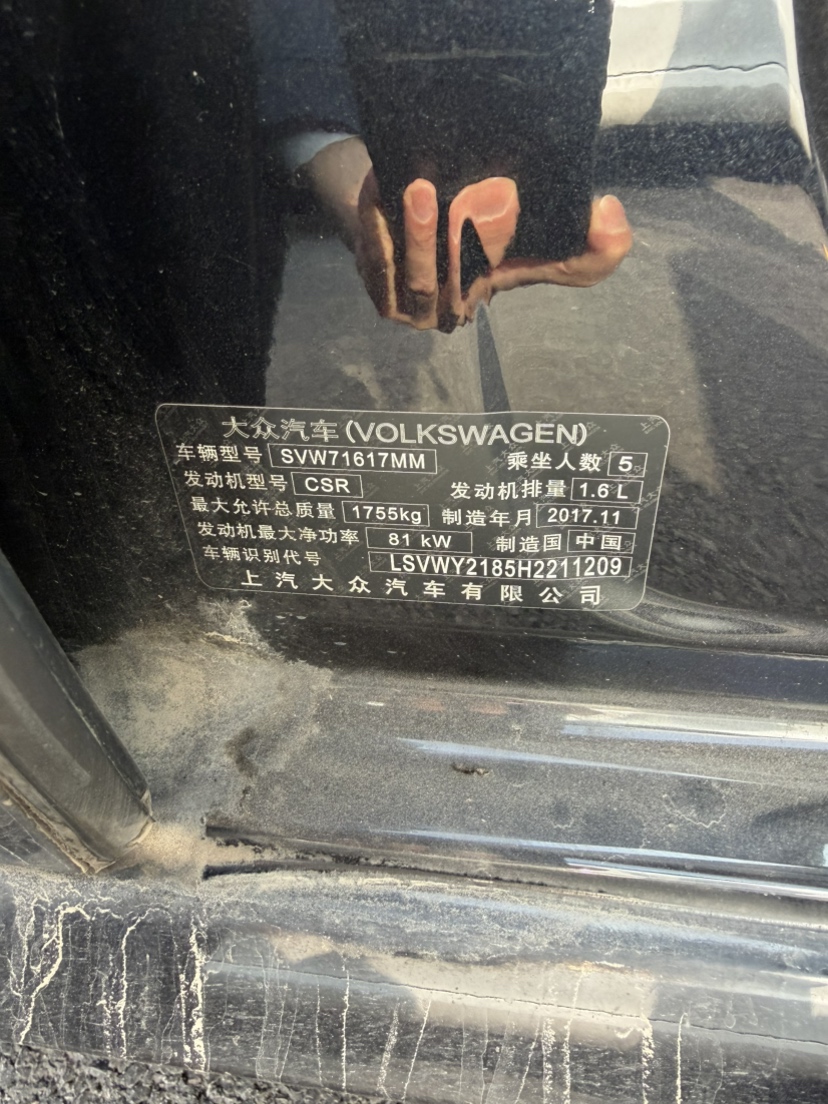 大众汽车(VOLKSWAGEN)
车辆型号 SVW71617MM 乘坐人数 5
发动机型号 CSR 发动机排量 1.6 L
最大允许总质量 1755kg 制造年月 2017.11
发动机最大净功率 81 kW 制造国 中国
车辆识别代号 LSVWY2185H2211209
上汽大众汽车有限公司